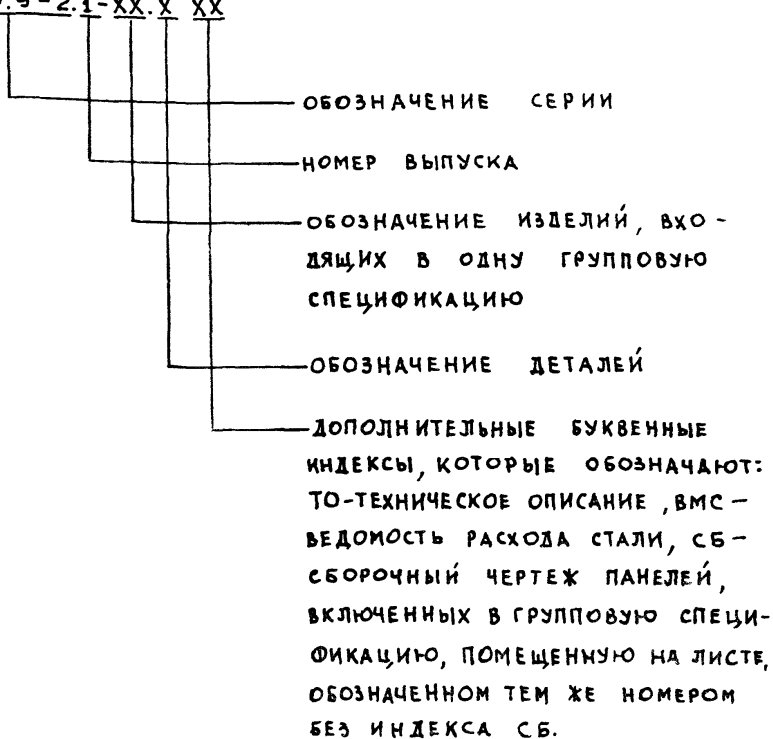 .9-2.1-XX.X XX
ОБОЗНАЧЕНИЕ СЕРИИ
НОМЕР ВЫПУСКА
ОБОЗНАЧЕНИЕ ИЗДЕЛИЙ, ВХО-
ДЯЩИХ В ОДНУ ГРУППОВУЮ
СПЕЦИФИКАЦИЮ
ОБОЗНАЧЕНИЕ ДЕТАЛЕЙ
ДОПОЛНИТЕЛЬНЫЕ БУКВЕННЫЕ
ИНДЕКСЫ, КОТОРЫЕ ОБОЗНАЧАЮТ:
ТО-ТЕХНИЧЕСКОЕ ОПИСАНИЕ, ВМС-
ВЕДОМОСТЬ РАСХОДА СТАЛИ, СБ-
СБОРОЧНЫЙ ЧЕРТЕЖ ПАНЕЛЕЙ,
ВКЛЮЧЕННЫХ В ГРУППОВУЮ СПЕЦИ-
ФИКАЦИЮ, ПОМЕЩЕННУЮ НА ЛИСТЕ,
ОБОЗНАЧЕННОМ ТЕМ ЖЕ НОМЕРОМ
БЕЗ ИНДЕКСА СБ.